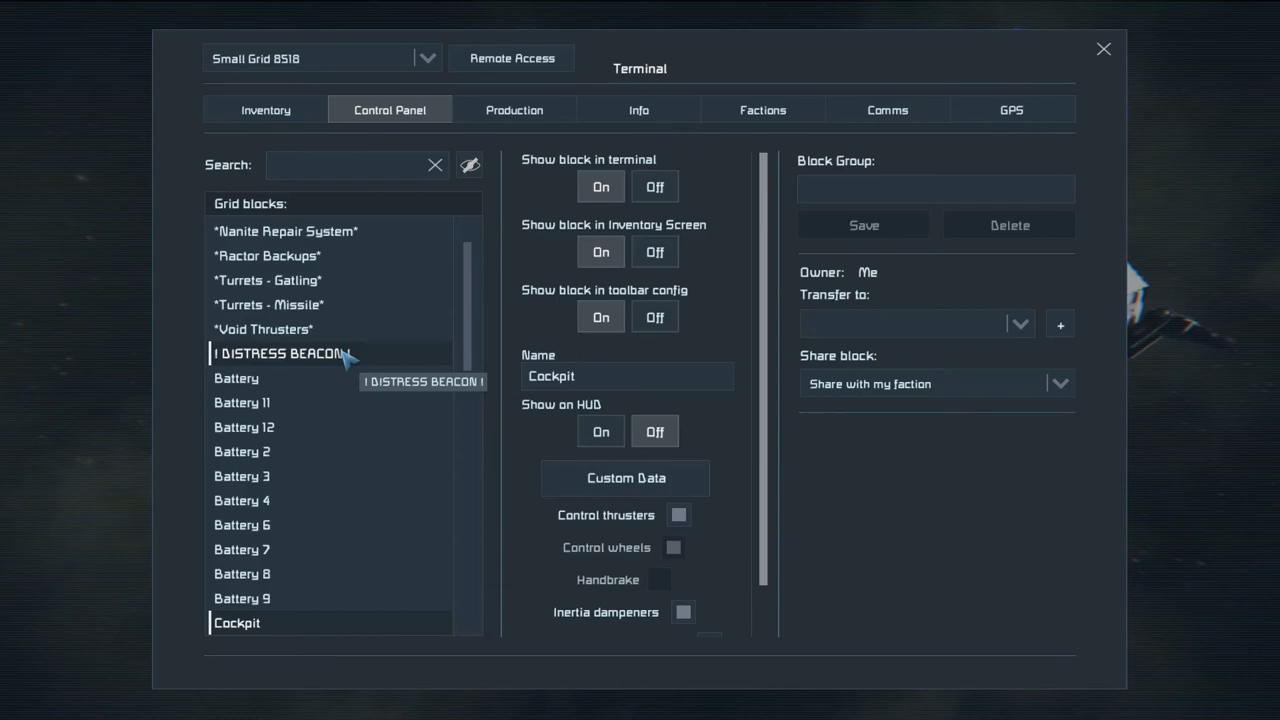 Small Grid 8518
Remote Access
Terminal
Inventory
Control Panel
Production
Info
Factions
Comms
GPS
Search:
Grid blocks:
*Nanite Repair System*
*Ractor Backups*
*Turrets - Gatling*
*Turrets - Missile*
*Void Thrusters*
! DISTRESS BEACON !
! DISTRESS BEACON !
Battery
Battery 11
Battery 12
Battery 2
Battery 3
Battery 4
Battery 6
Battery 7
Battery 8
Battery 9
Cockpit
Show block in terminal
On
Off
Show block in Inventory Screen
On
Off
Show block in toolbar config
On
Off
Name
Cockpit
Show on HUD
On
Off
Custom Data
Control thrusters
Control wheels
Handbrake
Inertia dampeners
Block Group:
Save
Delete
Owner: Me
Transfer to:
+
Share block:
Share with my faction